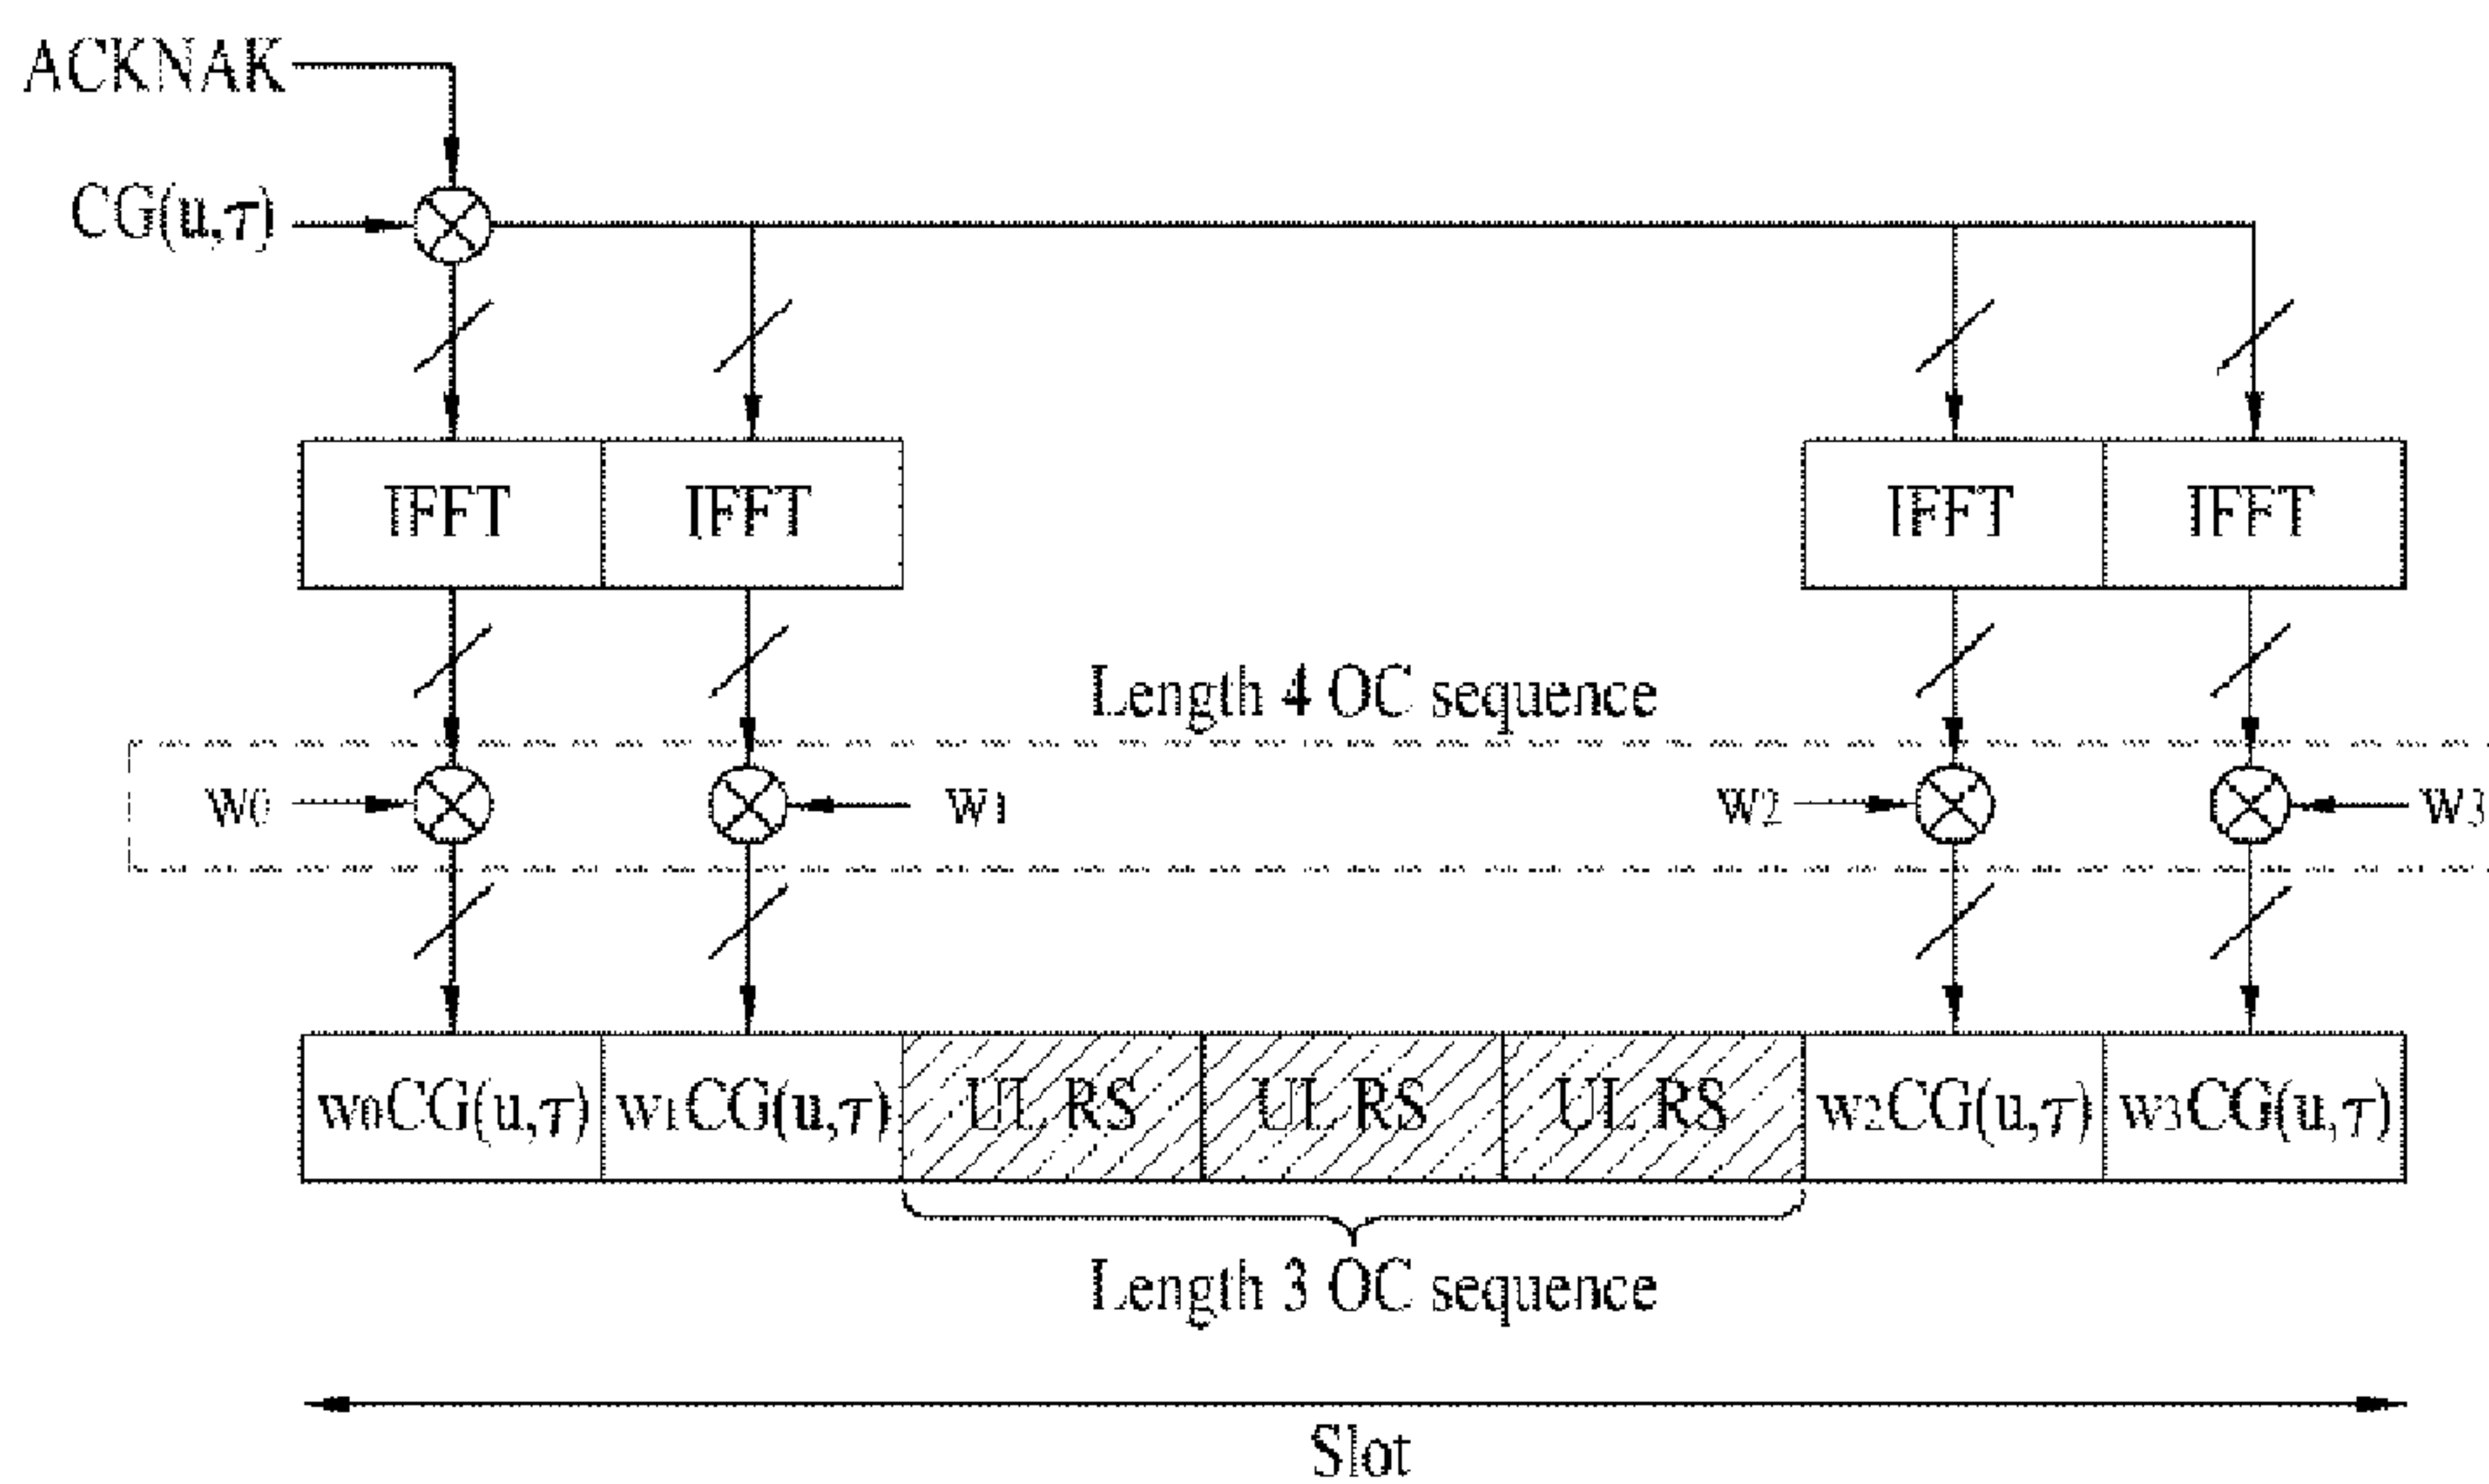 ACKNAK
CG(u,τ)
IFFT IFFT IFFT IFFT
Length 4 OC sequence
w0 w1 w2 w3
w0CG(u,τ) w1CG(u,τ) UL RS UL RS UL RS w2CG(u,τ) w3CG(u,τ)
Length 3 OC sequence
Slot